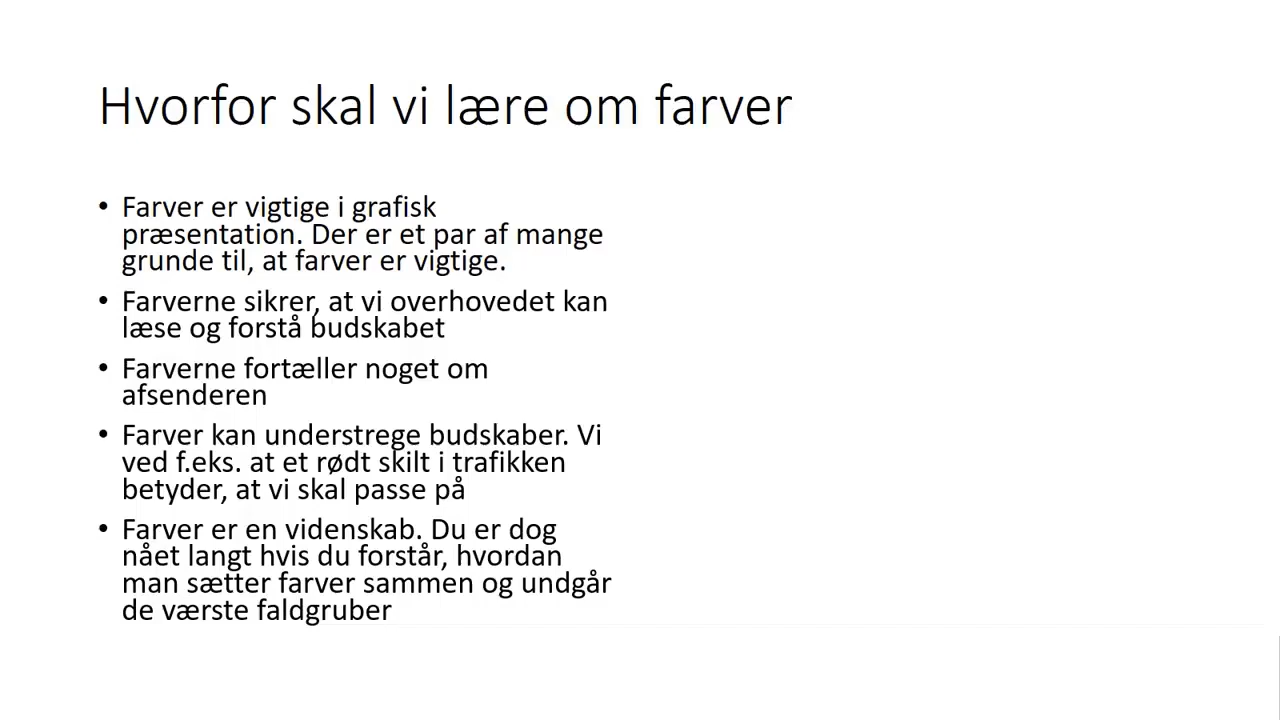 Hvorfor skal vi lære om farver
• Farver er vigtige i grafisk
præsentation. Der er et par af mange
grunde til, at farver er vigtige.
• Farverne sikrer, at vi overhovedet kan
læse og forstå budskabet
• Farverne fortæller noget om
afsenderen
• Farver kan understrege budskaber. Vi
ved f.eks. at et rødt skilt i trafikken
betyder, at vi skal passe på
• Farver er en videnskab. Du er dog
nået langt hvis du forstår, hvordan
man sætter farver sammen og undgår
de værste faldgruber